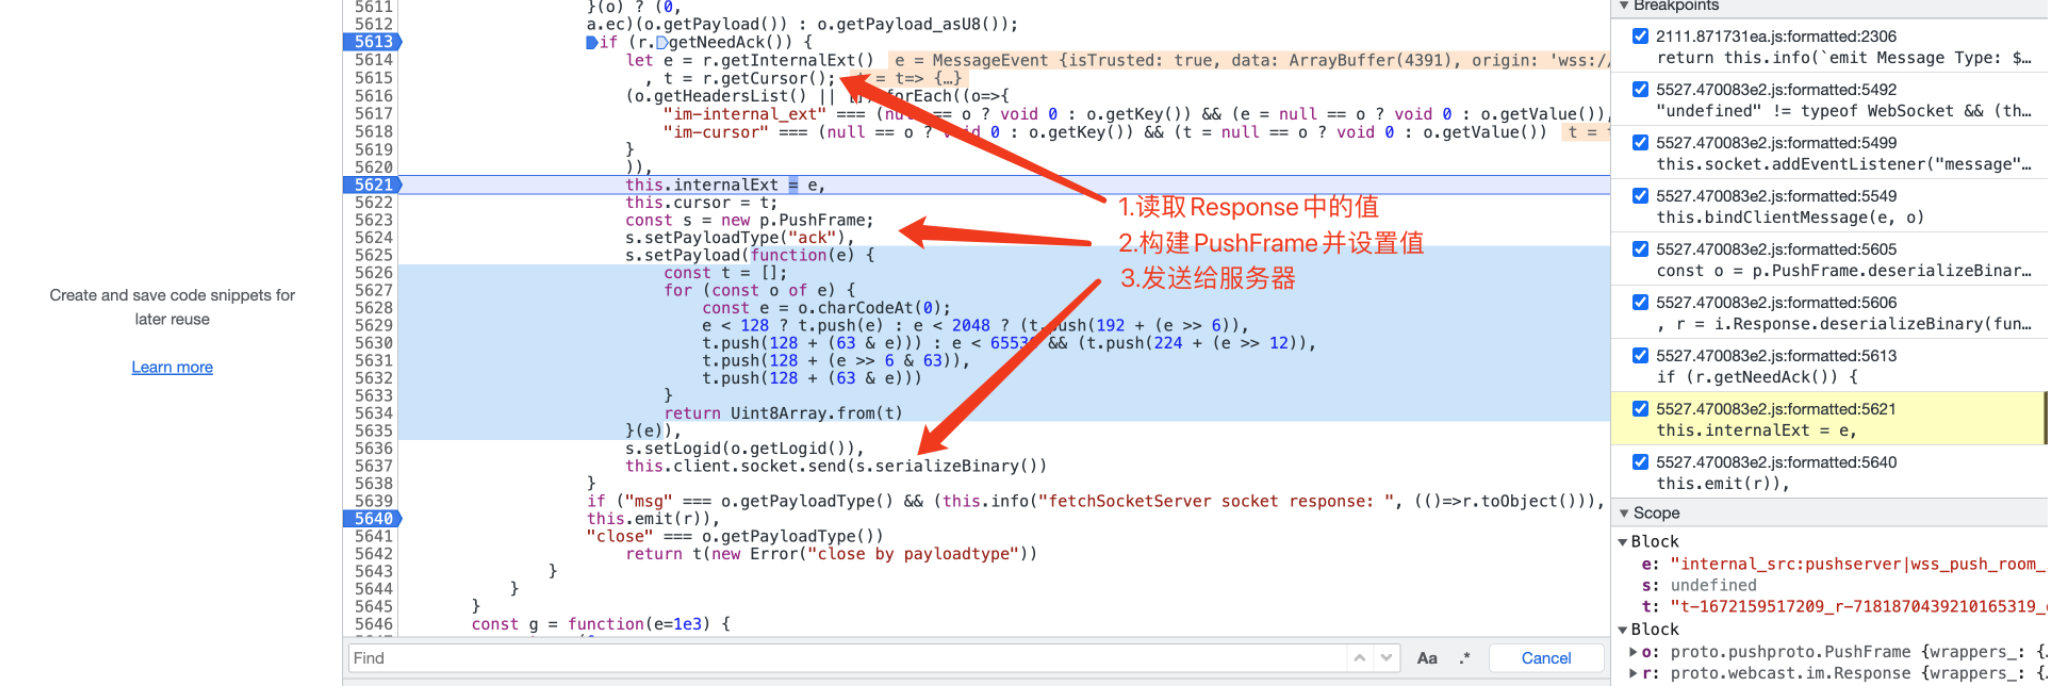 Create and save code snippets for
later reuse
Learn more
5611 }(o) ? (0,
5612 a.ec)(o.getPayload()) : o.getPayload_asU8());
5613 if (r.getNeedAck()) {
5614 let e = r.getInternalExt() e = MessageEvent {isTrusted: true, data: ArrayBuffer(4391), origin: 'wss://
5615 , t = r.getCursor(); t = t=> {…}
5616 (o.getHeadersList() || []).forEach((o=>{
5617 "im-internal_ext" === (null == o ? void 0 : o.getKey()) && (e = null == o ? void 0 : o.getValue()),
5618 "im-cursor" === (null == o ? void 0 : o.getKey()) && (t = null == o ? void 0 : o.getValue()) t = t
5619 }
5620 )),
5621 this.internalExt = e,
5622 this.cursor = t;
5623 const s = new p.PushFrame;
5624 s.setPayloadType("ack"),
5625 s.setPayload(function(e) {
5626 const t = [];
5627 for (const o of e) {
5628 const e = o.charCodeAt(0);
5629 e < 128 ? t.push(e) : e < 2048 ? (t.push(192 + (e >> 6)),
5630 t.push(128 + (63 & e))) : e < 65536 && (t.push(224 + (e >> 12)),
5631 t.push(128 + (e >> 6 & 63)),
5632 t.push(128 + (63 & e)))
5633 }
5634 return Uint8Array.from(t)
5635 }(e)),
5636 s.setLogid(o.getLogid()),
5637 this.client.socket.send(s.serializeBinary())
5638 }
5639 if ("msg" === o.getPayloadType() && (this.info("fetchSocketServer socket response: ", (()=>r.toObject())),
5640 this.emit(r)),
5641 "close" === o.getPayloadType())
5642 return t(new Error("close by payloadtype"))
5643 }
5644 }
5645 }
5646 const g = function(e=1e3) {
1.读取Response中的值
2.构建PushFrame并设置值
3.发送给服务器
Find
Aa .* Cancel
Breakpoints
2111.871731ea.js:formatted:2306
return this.info(`emit Message Type: $…
5527.470083e2.js:formatted:5492
"undefined" != typeof WebSocket && (th…
5527.470083e2.js:formatted:5499
this.socket.addEventListener("message"…
5527.470083e2.js:formatted:5549
this.bindClientMessage(e, o)
5527.470083e2.js:formatted:5605
const o = p.PushFrame.deserializeBinar…
5527.470083e2.js:formatted:5606
, r = i.Response.deserializeBinary(fun…
5527.470083e2.js:formatted:5613
if (r.getNeedAck()) {
5527.470083e2.js:formatted:5621
this.internalExt = e,
5527.470083e2.js:formatted:5640
this.emit(r)),
Scope
Block
e: "internal_src:pushserver|wss_push_room_
s: undefined
t: "t-1672159517209_r-7181870439210165319_
Block
o: proto.pushproto.PushFrame {wrappers_: {
r: proto.webcast.im.Response {wrappers_: {